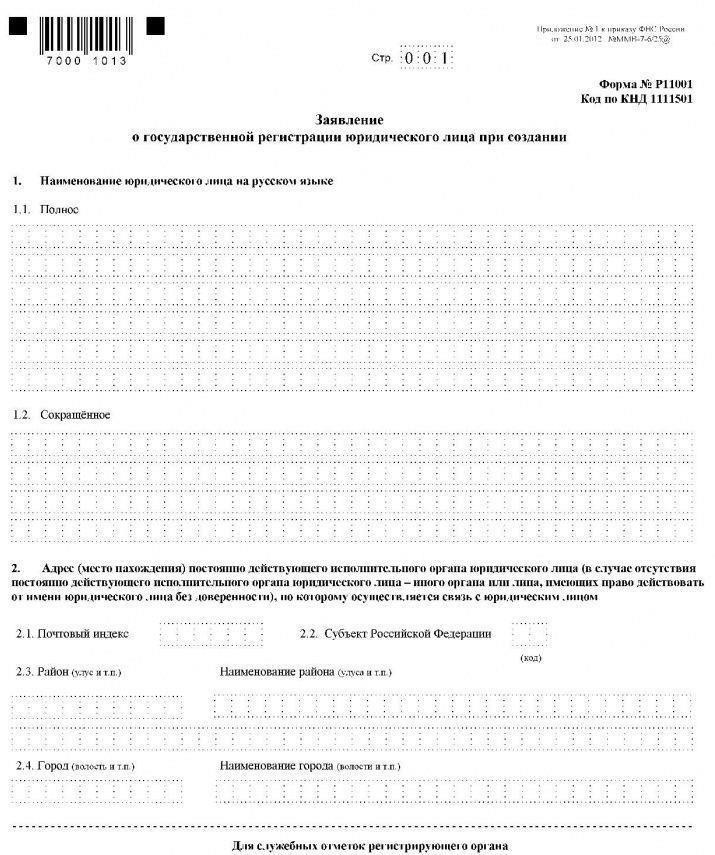 Приложение № 1 к приказу ФНС России
от 25.01.2012 №ММВ-7-6/25@
7000 1013
Стр. 001
Форма № Р11001
Код по КНД 1111501
Заявление
о государственной регистрации юридического лица при создании
1. Наименование юридического лица на русском языке
1.1. Полное
1.2. Сокращённое
2. Адрес (место нахождения) постоянно действующего исполнительного органа юридического лица (в случае отсутствия
постоянно действующего исполнительного органа юридического лица – иного органа или лица, имеющих право действовать
от имени юридического лица без доверенности), по которому осуществляется связь с юридическим лицом
2.1. Почтовый индекс 2.2. Субъект Российской Федерации
(код)
2.3. Район (улус и т.п.) Наименование района (улуса и т.п.)
2.4. Город (волость и т.п.) Наименование города (волости и т.п.)
Для служебных отметок регистрирующего органа